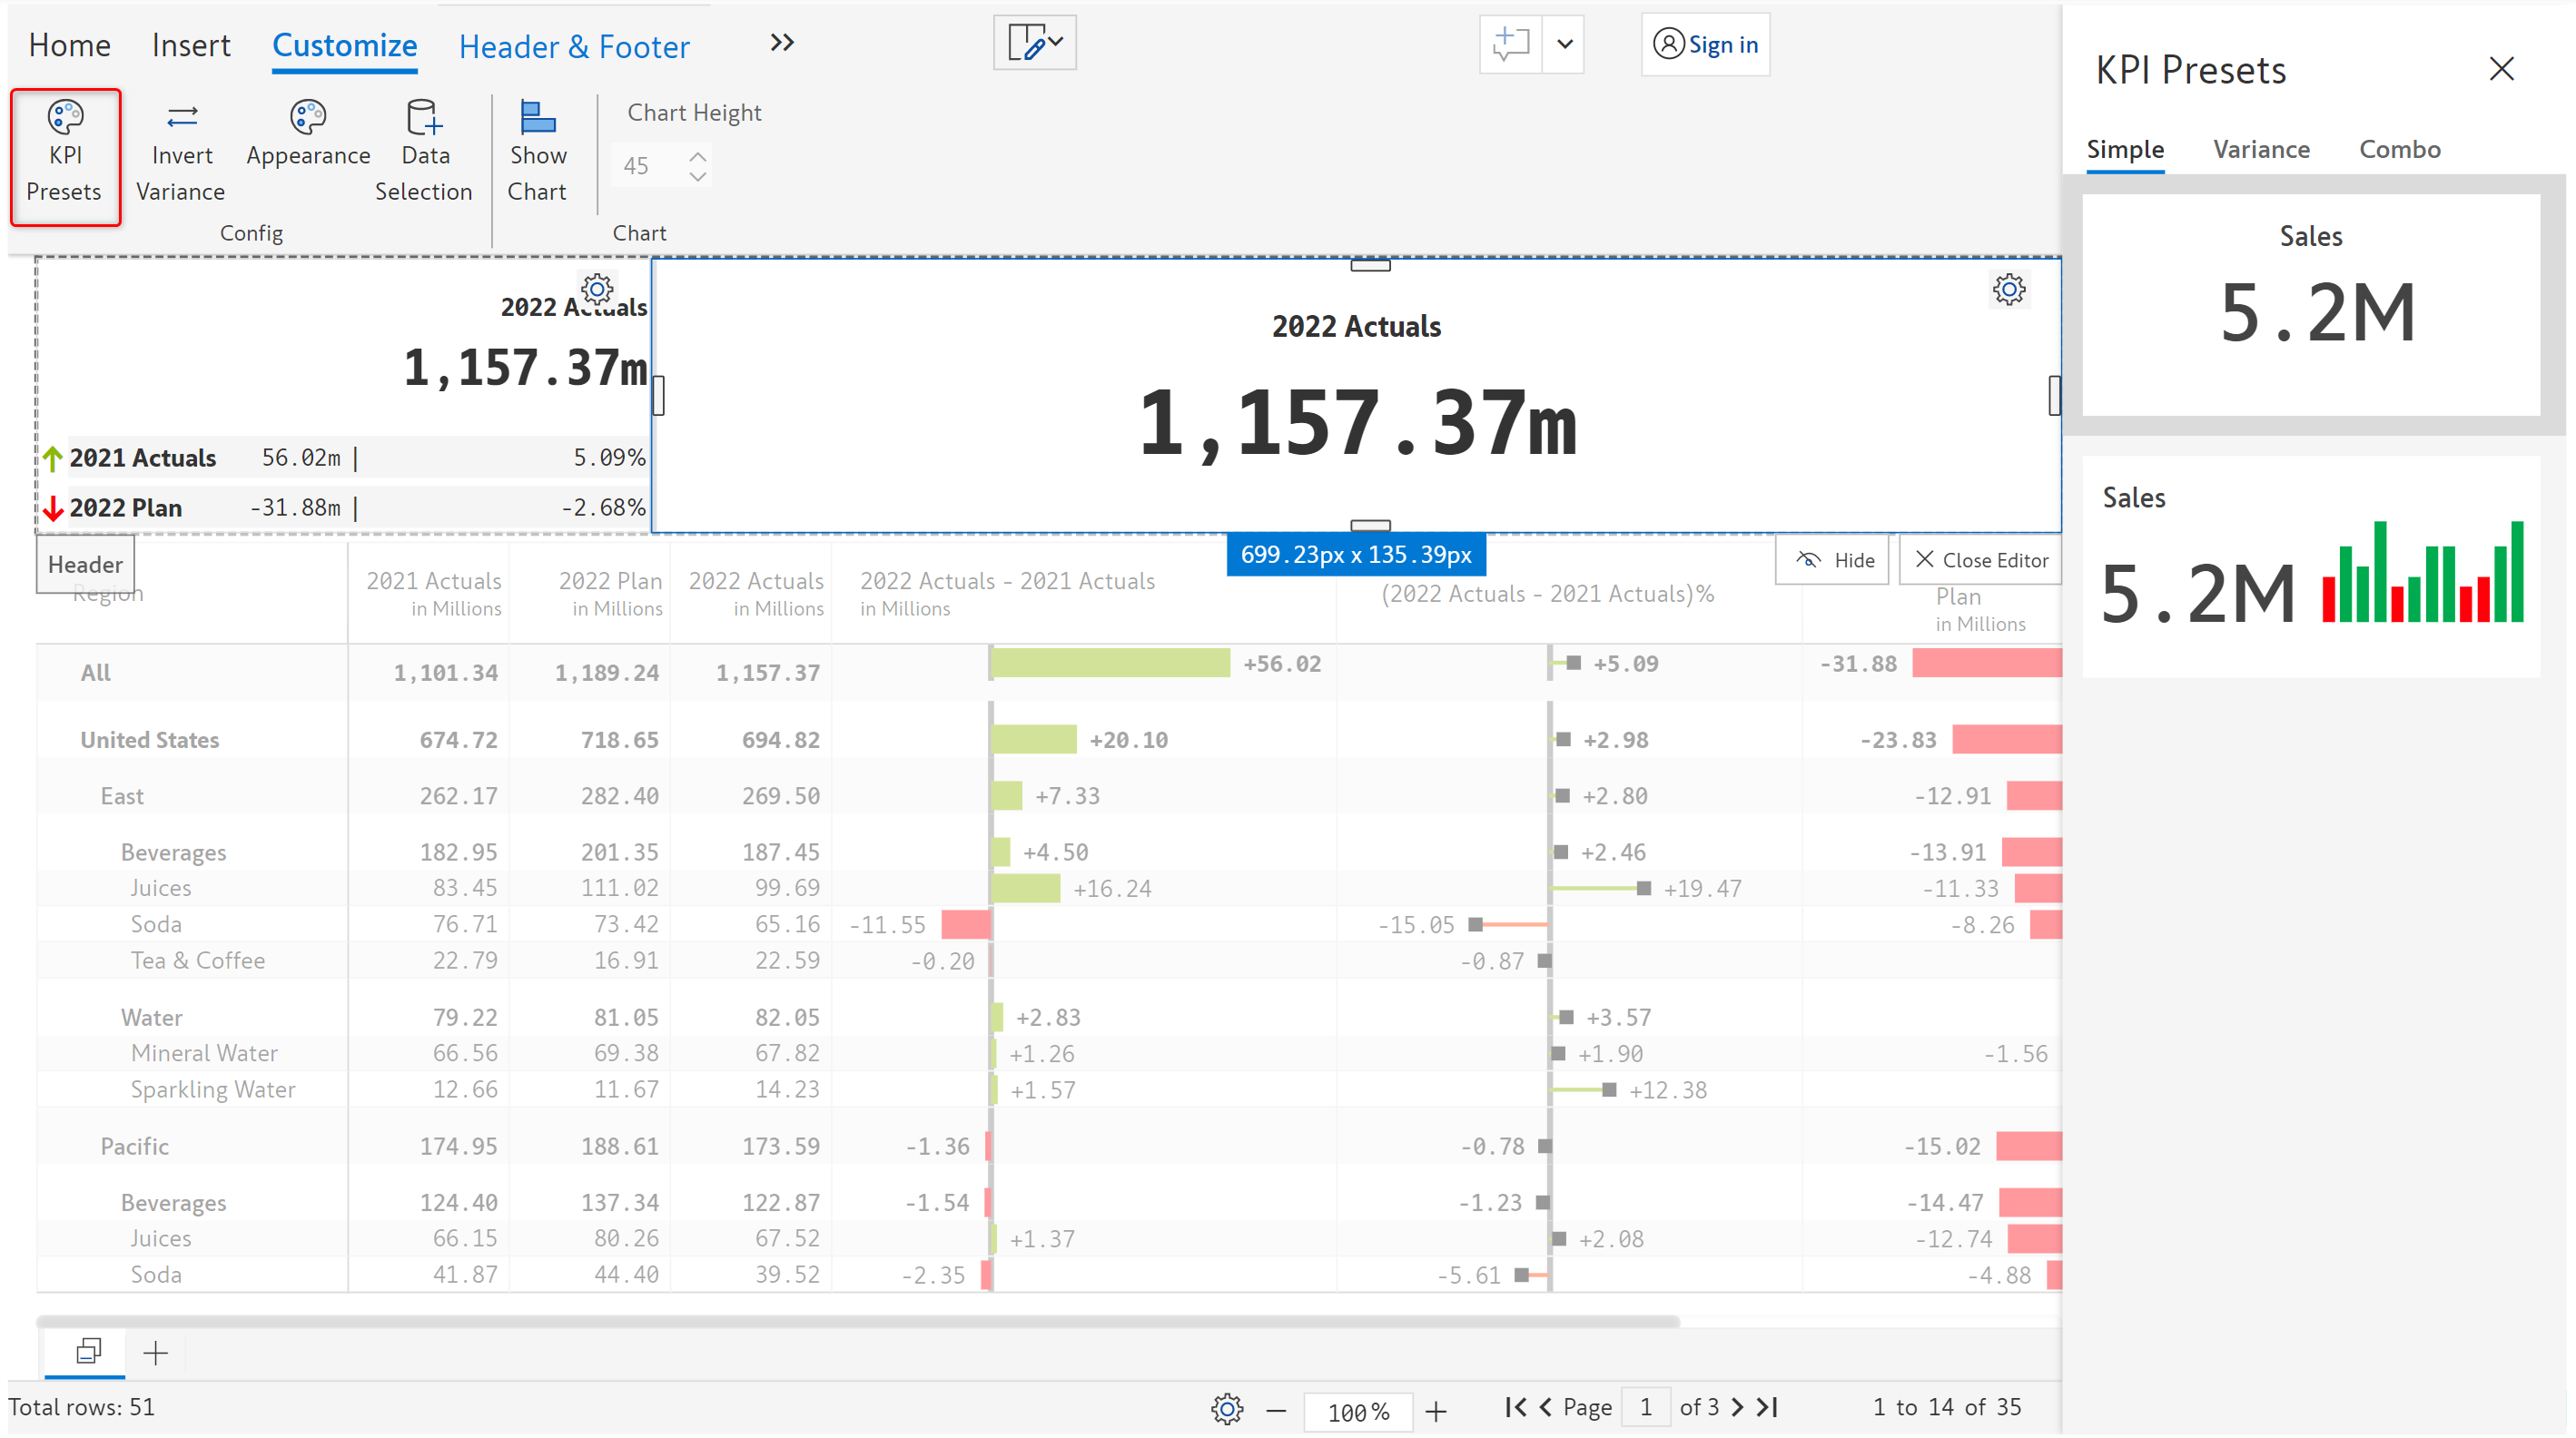 Home Insert Customize Header & Footer
Sign in
KPI Presets
Invert Variance
Appearance
Data Selection
Show Chart
Chart Height
45
Config
Chart
2022 Actuals
1,157.37m
2021 Actuals 56.02m | 5.09%
2022 Plan -31.88m | -2.68%
2022 Actuals
1,157.37m
699.23px x 135.39px
Header
Hide
Close Editor
Region
2021 Actuals
in Millions
2022 Plan
in Millions
2022 Actuals
in Millions
2022 Actuals - 2021 Actuals
in Millions
(2022 Actuals - 2021 Actuals)%
Plan
in Millions
All 1,101.34 1,189.24 1,157.37 +56.02 +5.09 -31.88
United States 674.72 718.65 694.82 +20.10 +2.98 -23.83
East 262.17 282.40 269.50 +7.33 +2.80 -12.91
Beverages 182.95 201.35 187.45 +4.50 +2.46 -13.91
Juices 83.45 111.02 99.69 +16.24 +19.47 -11.33
Soda 76.71 73.42 65.16 -11.55 -15.05 -8.26
Tea & Coffee 22.79 16.91 22.59 -0.20 -0.87
Water 79.22 81.05 82.05 +2.83 +3.57
Mineral Water 66.56 69.38 67.82 +1.26 +1.90 -1.56
Sparkling Water 12.66 11.67 14.23 +1.57 +12.38
Pacific 174.95 188.61 173.59 -1.36 -0.78 -15.02
Beverages 124.40 137.34 122.87 -1.54 -1.23 -14.47
Juices 66.15 80.26 67.52 +1.37 +2.08 -12.74
Soda 41.87 44.40 39.52 -2.35 -5.61 -4.88
Total rows: 51
100%
Page 1 of 3
1 to 14 of 35
KPI Presets
Simple Variance Combo
Sales
5.2M
Sales
5.2M